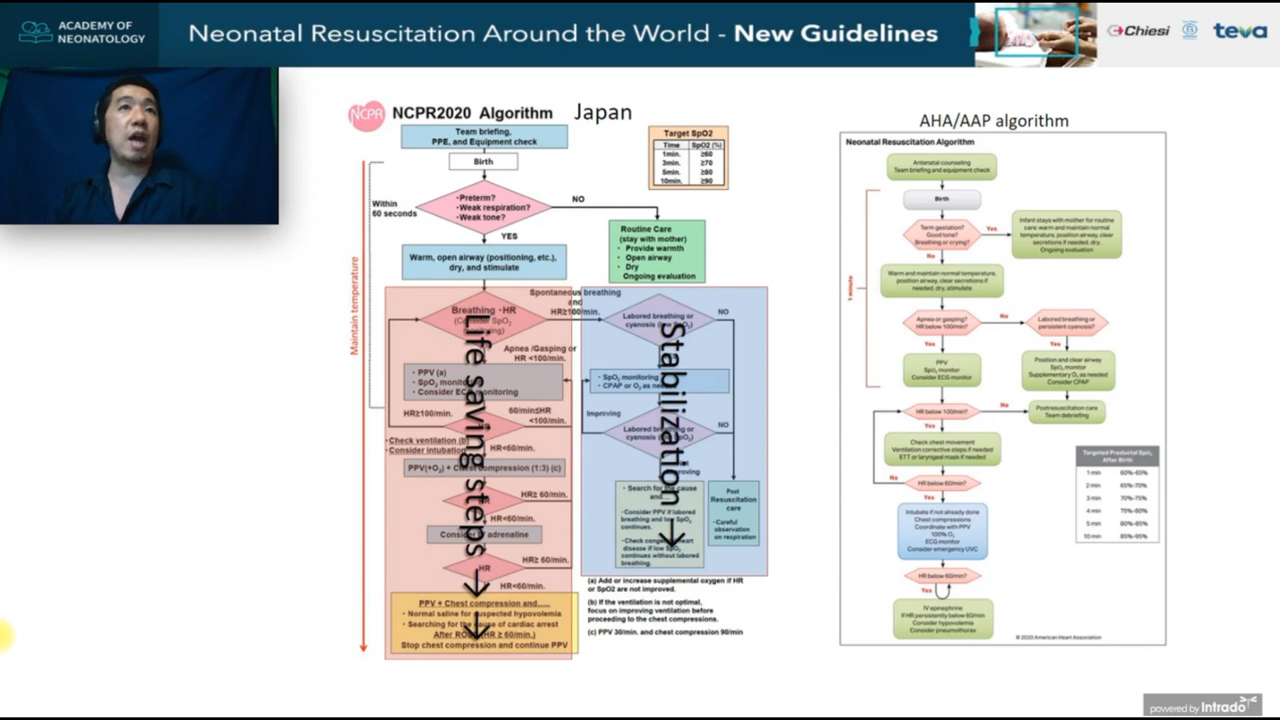 ACADEMY OF
NEONATOLOGY
Neonatal Resuscitation Around the World - New Guidelines
Chiesi
teva
NCPR
NCPR2020 Algorithm
Japan
Team briefing,
PPE, and Equipment check
Birth
Target SpO2
Time SpO2 (%)
1min. ≥60
3min. ≥70
5min. ≥80
10min. ≥90
Within
60 seconds
・Preterm?
・Weak respiration?
・Weak tone?
NO
YES
Routine Care
(stay with mother)
• Provide warmth
• Open airway
• Dry
Ongoing evaluation
Warm, open airway (positioning, etc.),
dry, and stimulate
Maintain temperature
Spontaneous breathing
and
HR≥100/min.
Breathing ・HR
(Consider SpO2
Labored breathing or
cyanosis
NO
Apnea /Gasping or
HR <100/min.
• PPV (a)
• SpO2
• Consider ECG monitoring
• SpO2 monitoring
• CPAP or O2 as
HR≥100/min.
60/min≤HR
<100/min.
Improving
Labored breathing or
cyanosis
NO
・Check ventilation (b)
・Consider intubation
HR<60/min.
PPV(+O2) + Chest compression (1:3) (c)
HR≥ 60/min.
HR<60/min.
Consider adrenaline
HR
HR≥ 60/min.
HR<60/min.
• Search for the cause
and
• Consider PPV if labored
breathing and low SpO2
continues.
• Check
disease if low SpO2
continues without labored
breathing.
Post
Resuscitation
care
• Careful
observation
on respiration
Life saving steps
Stabilization
PPV + Chest compression and.....
• Normal saline for suspected hypovolemia
• Searching for the cause of cardiac arrest
After ROSC (HR ≥ 60/min.)
Stop chest compression and continue PPV
(a) Add or increase supplemental oxygen if HR
or SpO2 are not improved.
(b) If the ventilation is not optimal,
focus on improving ventilation before
proceeding to the chest compressions.
(c) PPV 30/min. and chest compression 90/min
AHA/AAP algorithm
Neonatal Resuscitation Algorithm
Antenatal counseling
Team briefing and equipment check
Birth
Term gestation?
Good tone?
Breathing or crying?
Yes
Infant stays with mother for routine
care: warm and maintain normal
temperature, position airway, clear
secretions if needed, dry.
Ongoing evaluation
No
Warm and maintain normal temperature,
position airway, clear secretions if
needed, dry, stimulate
1 minute
Apnea or gasping?
HR below 100/min?
No
Labored breathing or
persistent cyanosis?
Yes
Yes
PPV
SpO2 monitor
Consider ECG monitor
Position and clear airway
SpO2 monitor
Supplementary O2 as needed
Consider CPAP
HR below 100/min?
No
Postresuscitation care
Team debriefing
Yes
Check chest movement
Ventilation corrective steps if needed
ETT or laryngeal mask if needed
No
HR below 60/min?
Yes
Targeted Preductal SpO2
After Birth
1 min 60%-65%
2 min 65%-70%
3 min 70%-75%
4 min 75%-80%
5 min 80%-85%
10 min 85%-95%
Intubate if not already done
Chest compressions
Coordinate with PPV
100% O2
ECG monitor
Consider emergency UVC
HR below 60/min?
Yes
IV epinephrine
If HR persistently below 60/min
Consider hypovolemia
Consider pneumothorax
© 2020 American Heart Association
powered by Intrado